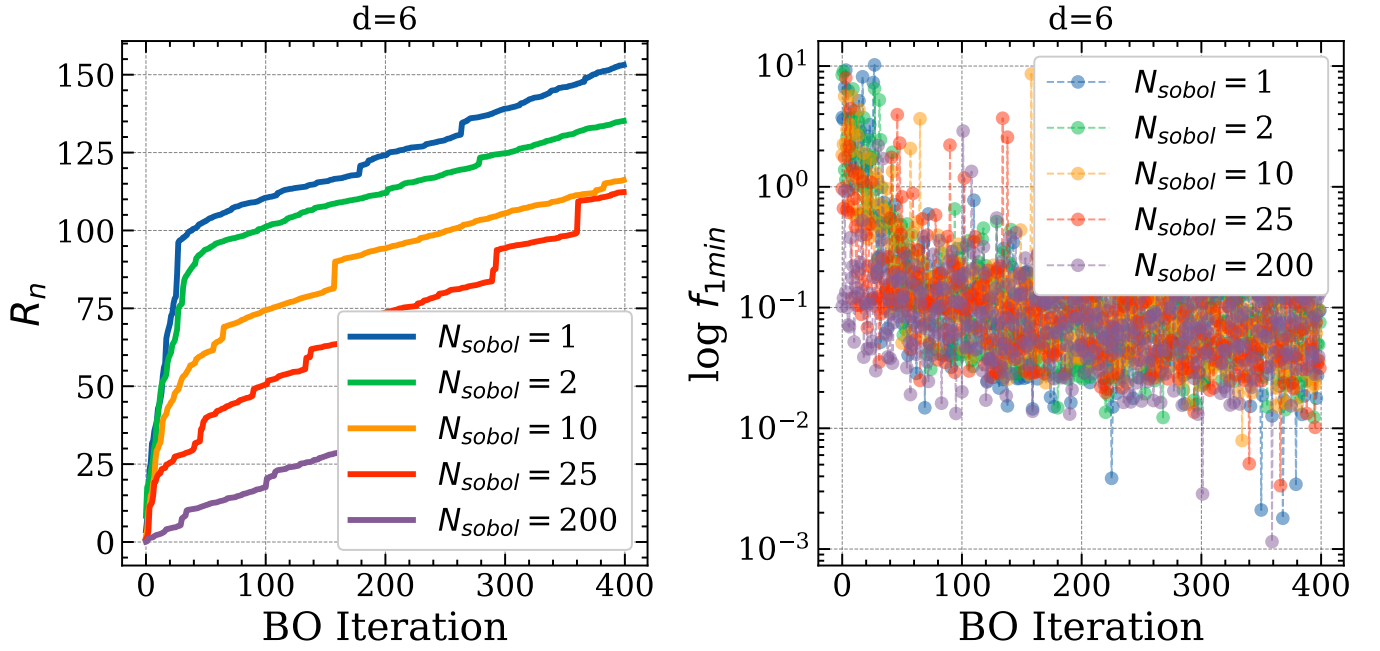 d=6
R_n
150
125
100
75
50
25
0
N_sobol = 1
N_sobol = 2
N_sobol = 10
N_sobol = 25
N_sobol = 200
0 100 200 300 400
BO Iteration
d=6
log f_1min
10^1
10^0
10^−1
10^−2
10^−3
N_sobol = 1
N_sobol = 2
N_sobol = 10
N_sobol = 25
N_sobol = 200
0 100 200 300 400
BO Iteration